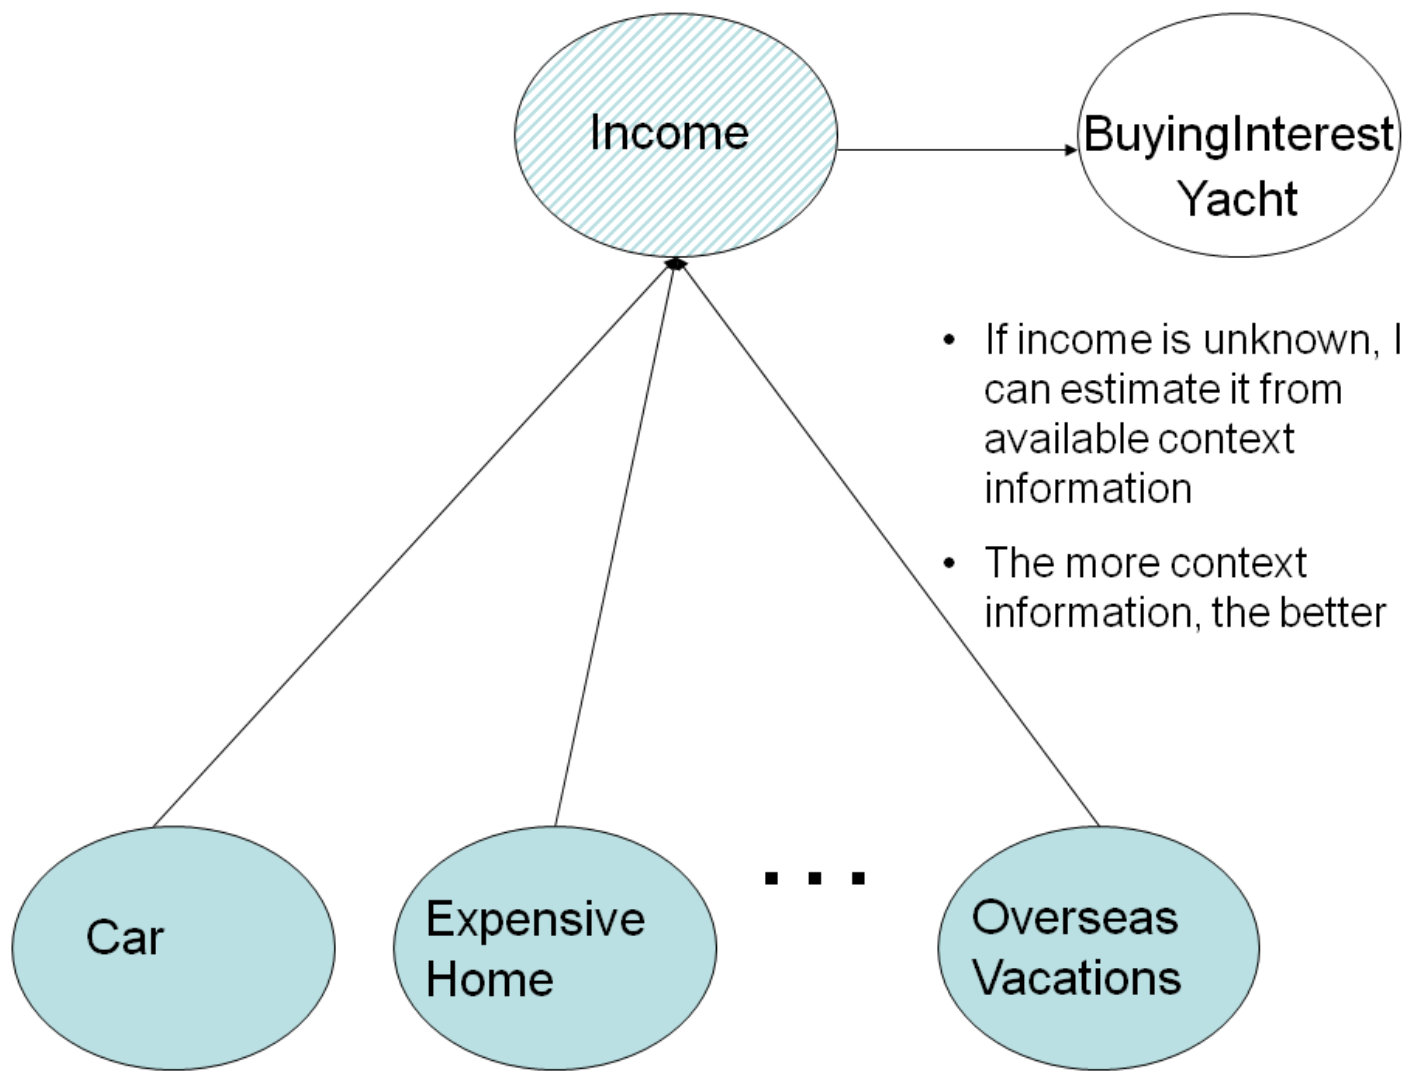 Income
BuyingInterest
Yacht
• If income is unknown, I
can estimate it from
available context
information
• The more context
information, the better
Car
Expensive
Home
...
Overseas
Vacations